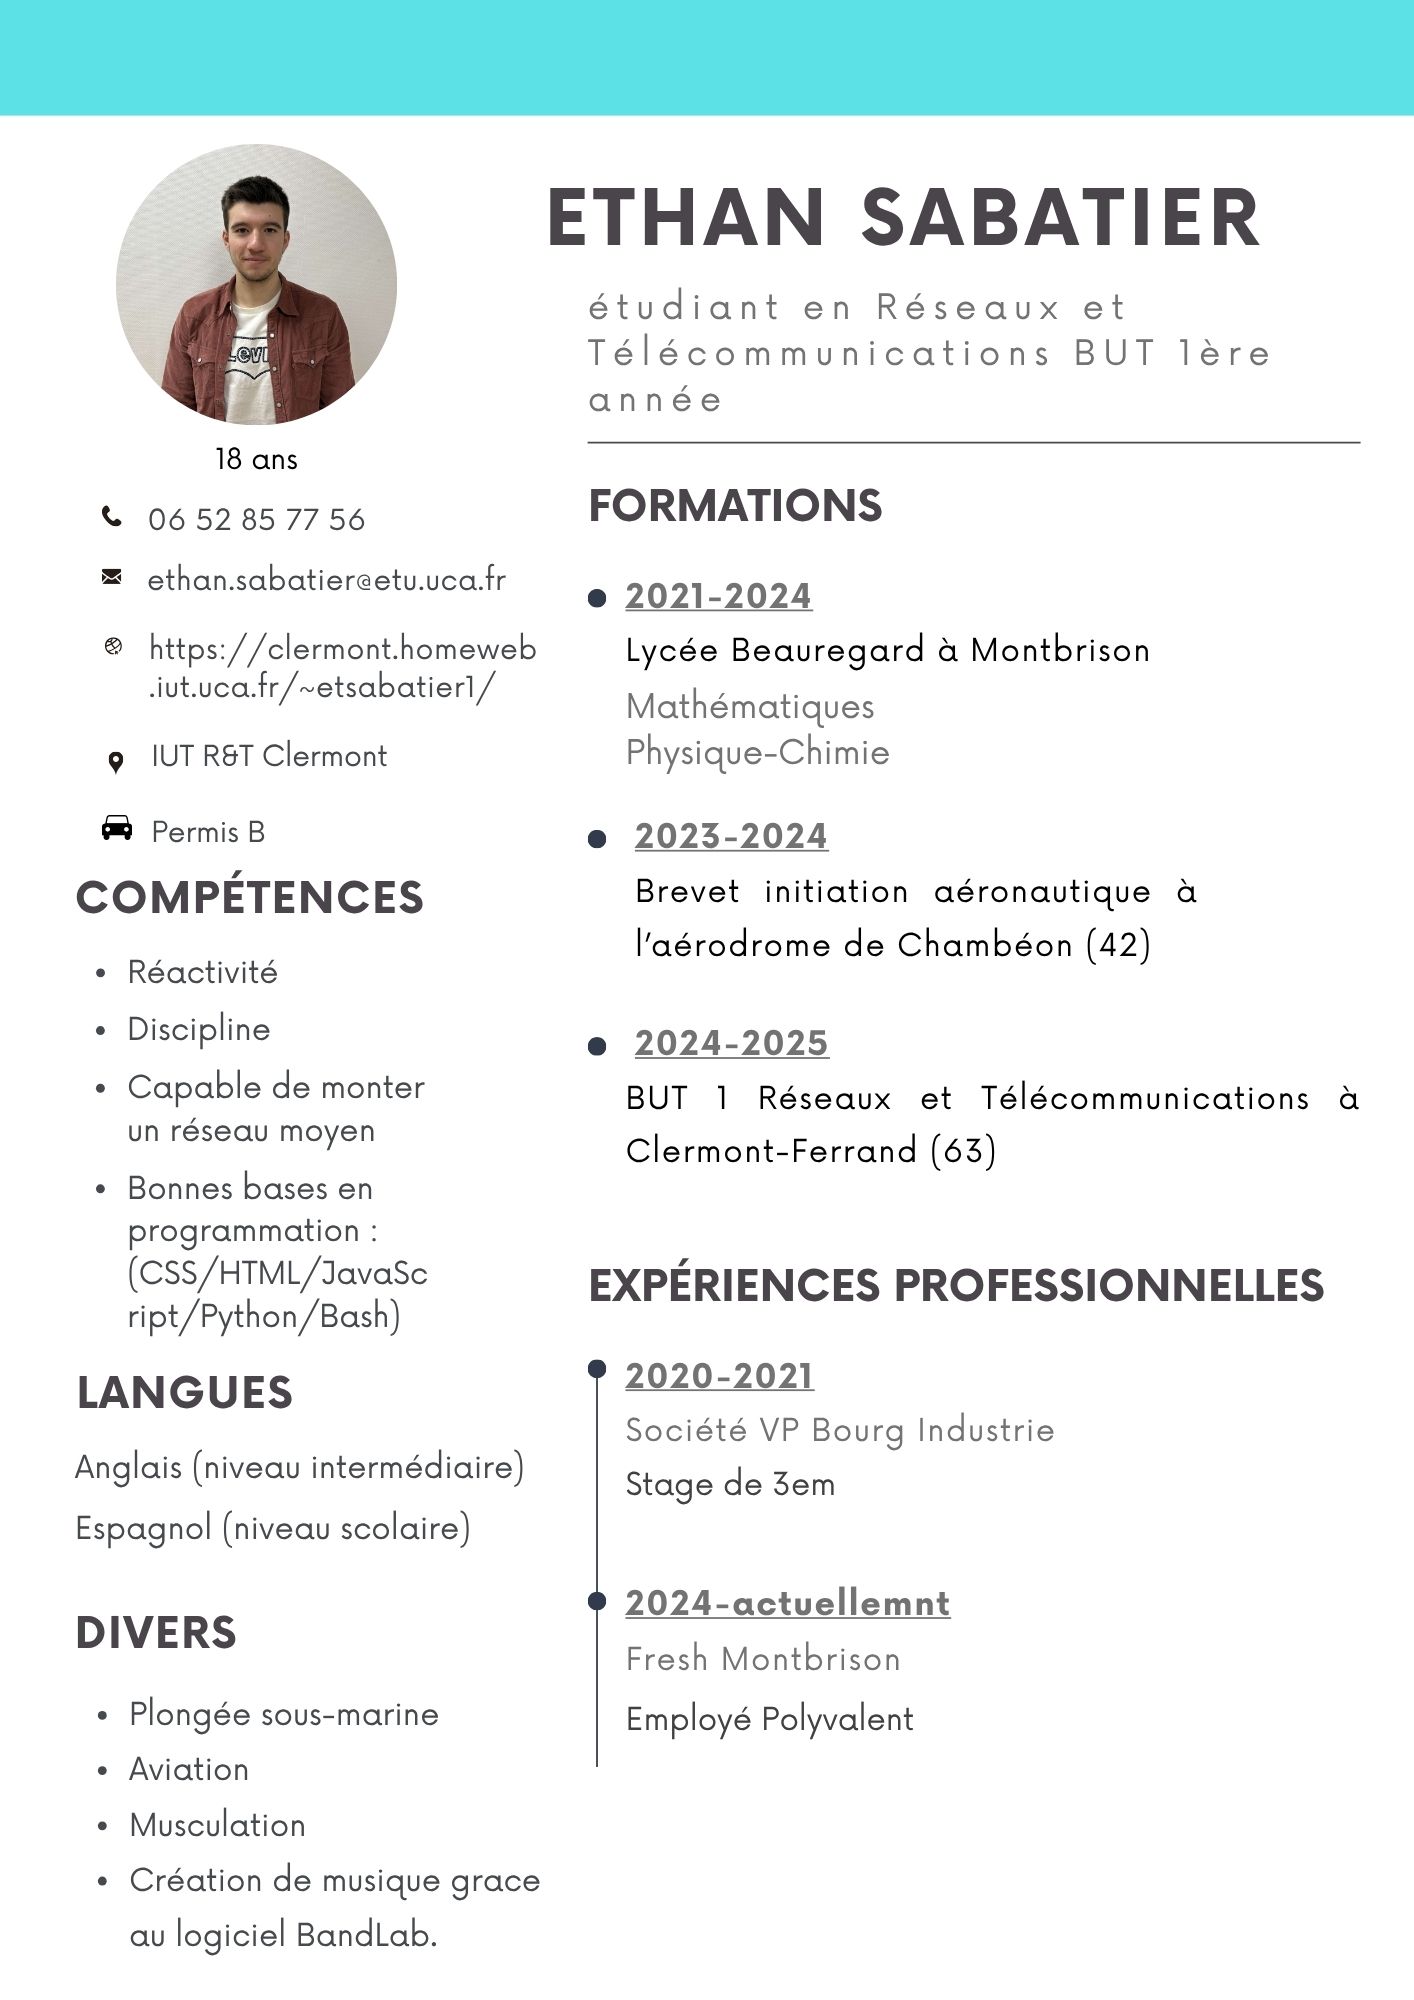 ETHAN SABATIER
étudiant en Réseaux et
Télécommunications BUT 1ère
année
Levi
18 ans
06 52 85 77 56
ethan.sabatier@etu.uca.fr
https://clermont.homeweb
.iut.uca.fr/~etsabatier1/
IUT R&T Clermont
Permis B
COMPÉTENCES
• Réactivité
• Discipline
• Capable de monter
un réseau moyen
• Bonnes bases en
programmation :
(CSS/HTML/JavaSc
ript/Python/Bash)
LANGUES
Anglais (niveau intermédiaire)
Espagnol (niveau scolaire)
DIVERS
• Plongée sous-marine
• Aviation
• Musculation
• Création de musique grace
au logiciel BandLab.
FORMATIONS
2021-2024
Lycée Beauregard à Montbrison
Mathématiques
Physique-Chimie
2023-2024
Brevet initiation aéronautique à
l'aérodrome de Chambéon (42)
2024-2025
BUT 1 Réseaux et Télécommunications à
Clermont-Ferrand (63)
EXPÉRIENCES PROFESSIONNELLES
2020-2021
Société VP Bourg Industrie
Stage de 3em
2024-actuellemnt
Fresh Montbrison
Employé Polyvalent